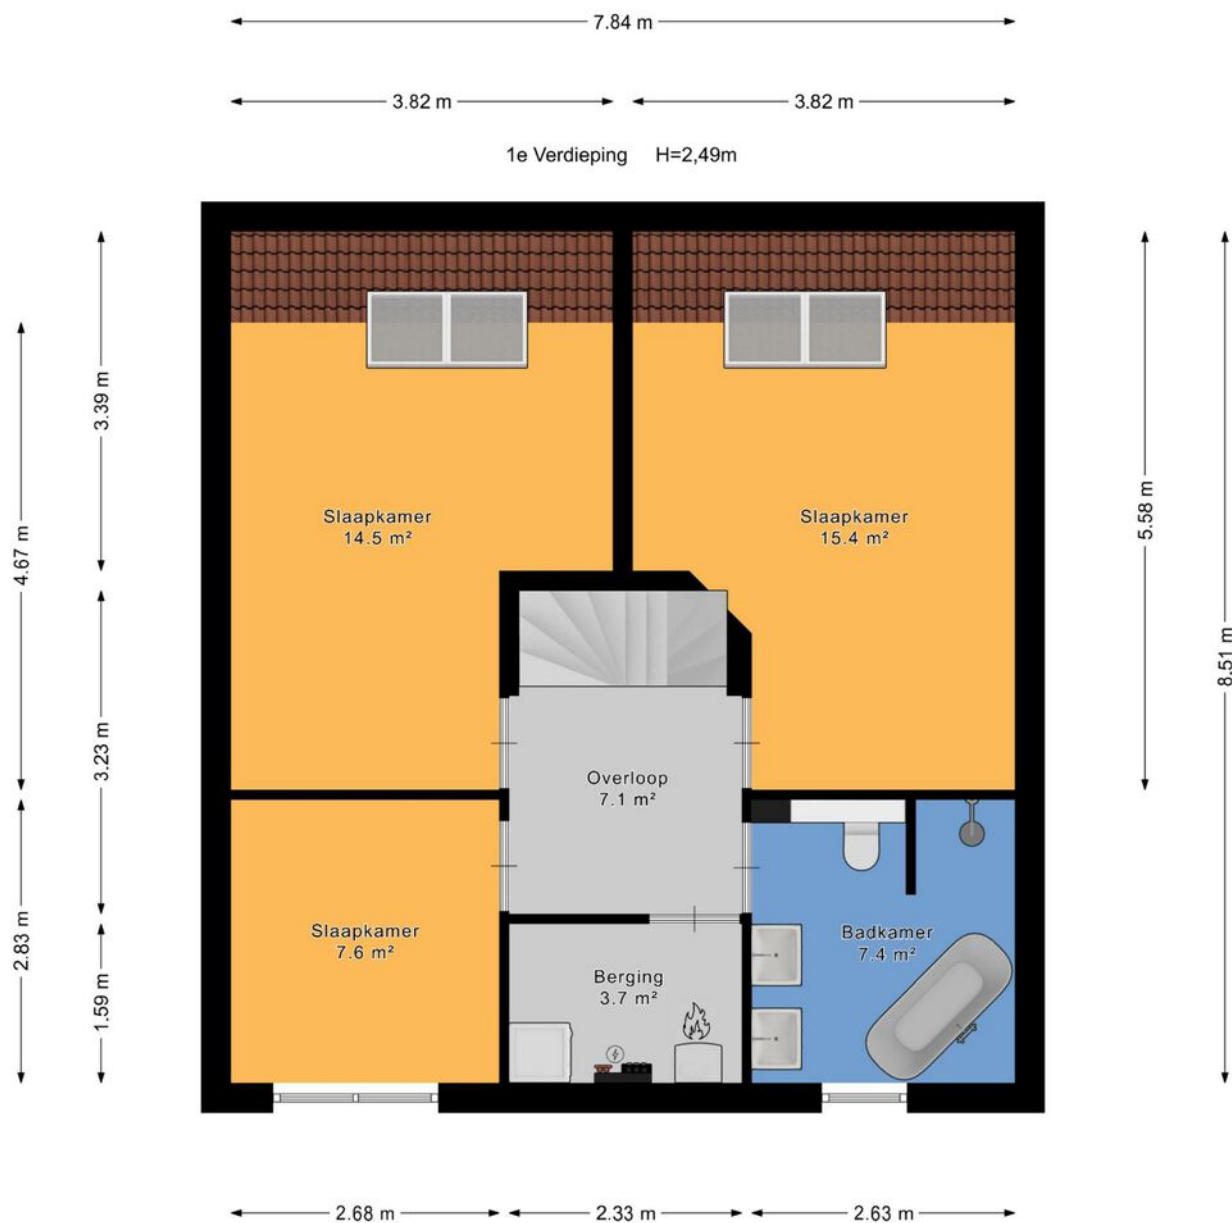 7.84 m
3.82 m
3.82 m
1e Verdieping H=2,49m
3.39 m
4.67 m
5.58 m
8.51 m
3.23 m
2.83 m
1.59 m
Slaapkamer
14.5 m²
Slaapkamer
15.4 m²
Overloop
7.1 m²
Slaapkamer
7.6 m²
Badkamer
7.4 m²
Berging
3.7 m²
2.68 m
2.33 m
2.63 m